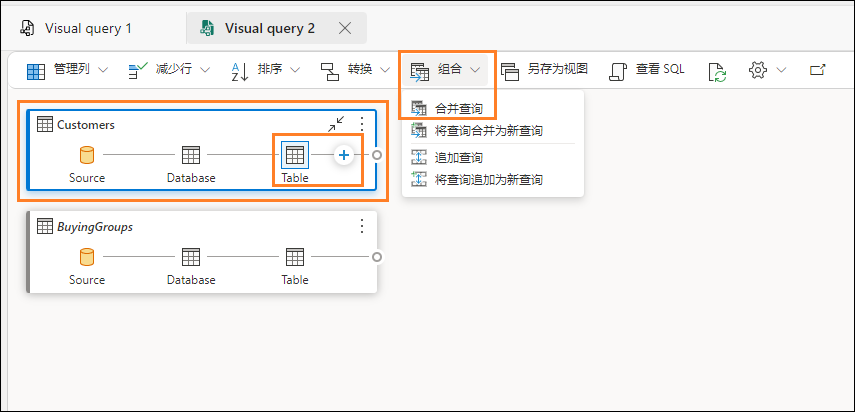 Visual query 1
Visual query 2
管理列 减少行 排序 转换 组合 另存为视图 查看 SQL
合并查询
将查询合并为新查询
追加查询
将查询追加为新查询
Customers
Source Database Table
BuyingGroups
Source Database Table